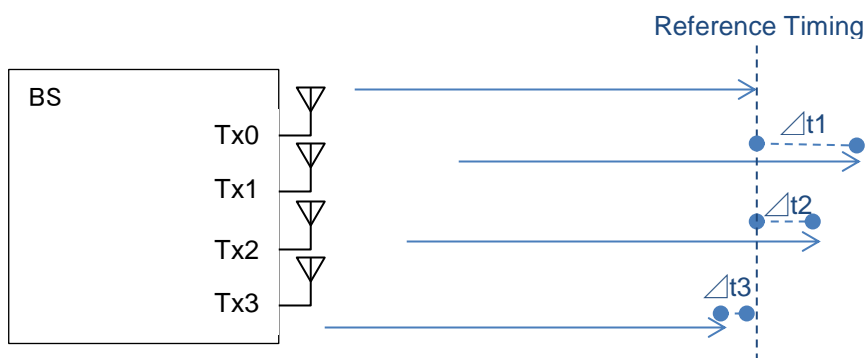 Reference Timing
BS
Tx0
Tx1
Tx2
Tx3
⊿t1
⊿t2
⊿t3